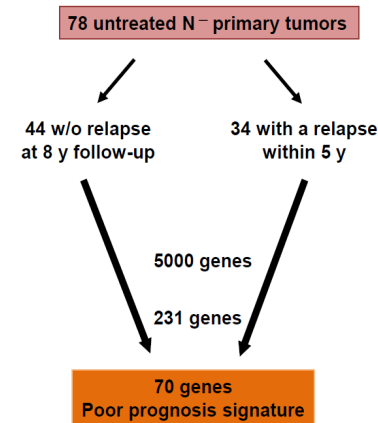 78 untreated N⁻ primary tumors
44 w/o relapse
at 8 y follow-up
34 with a relapse
within 5 y
5000 genes
231 genes
70 genes
Poor prognosis signature